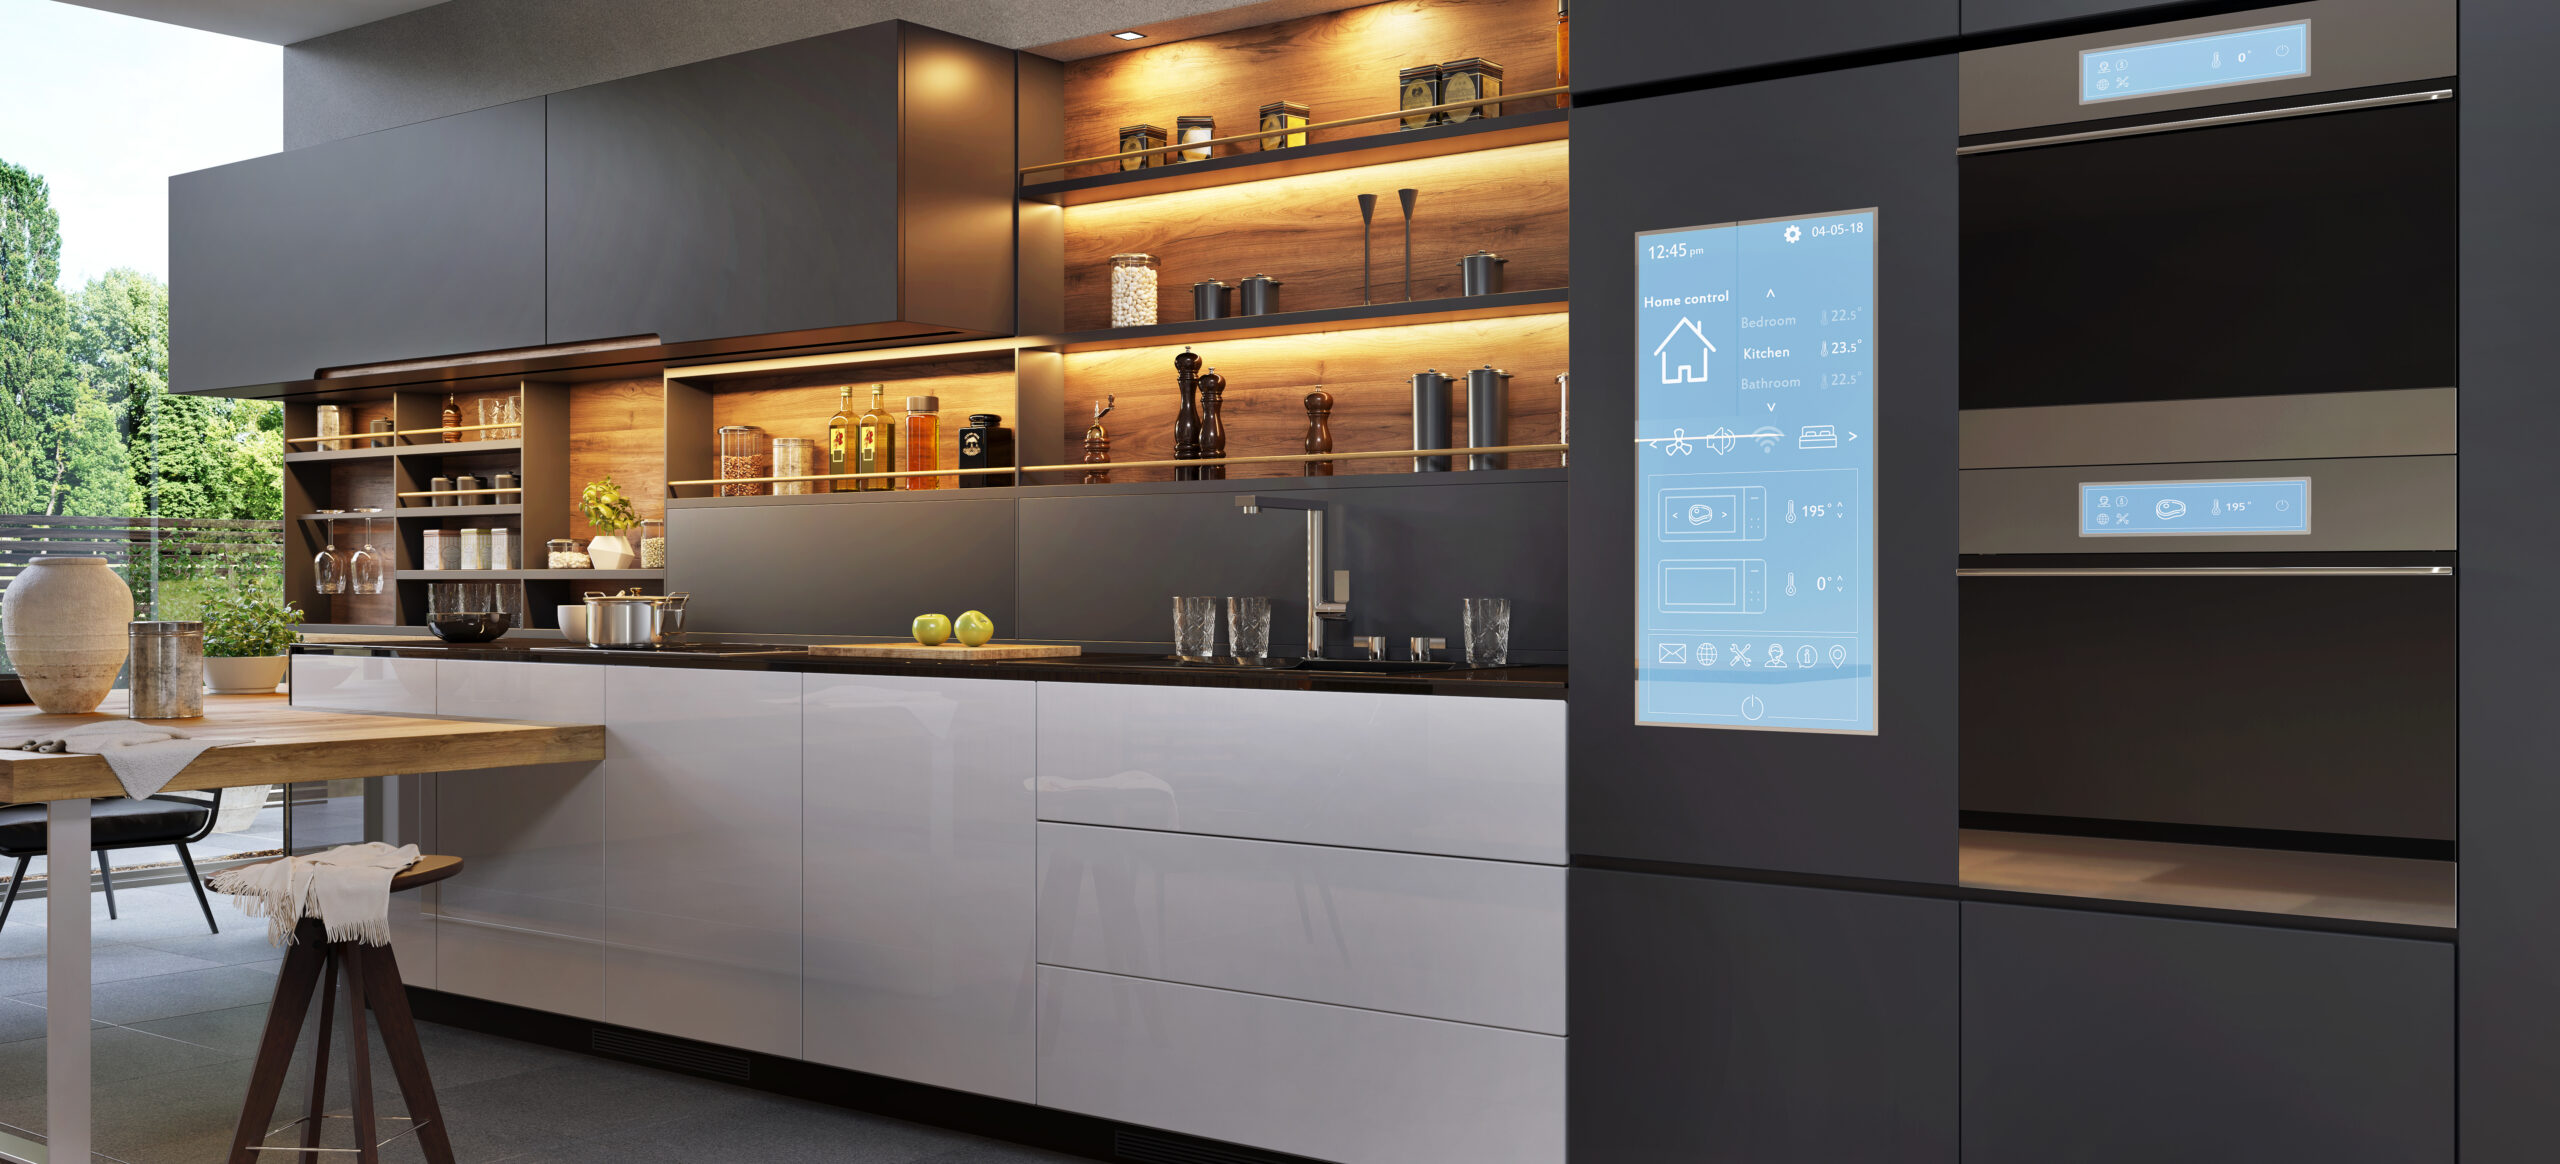 12:45 pm
04-05-18
Home control
Bedroom 22.5°
Kitchen 23.5°
Bathroom 22.5°
195°
0°
0°
195°